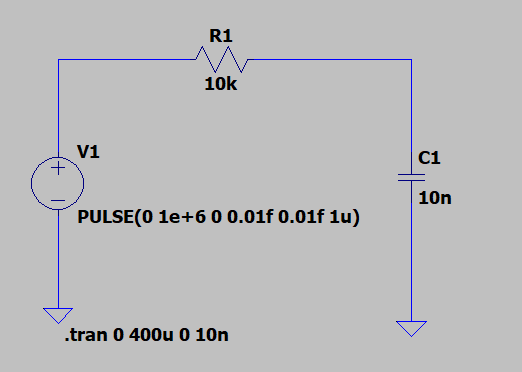 R1
10k
V1
C1
10n
PULSE(0 1e+6 0 0.01f 0.01f 1u)
.tran 0 400u 0 10n